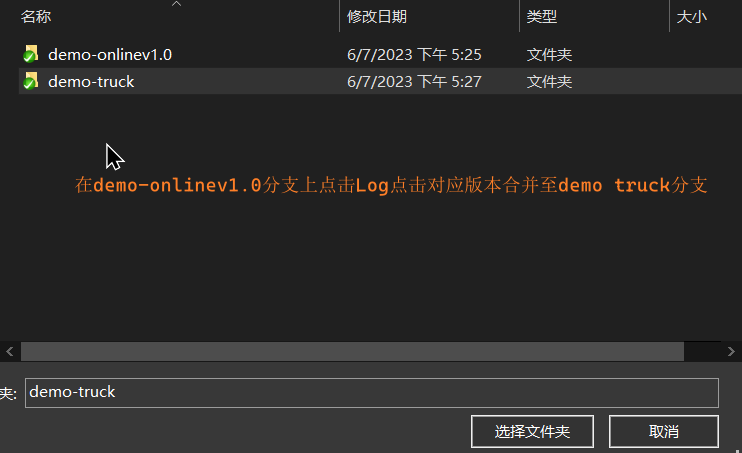 名称 修改日期 类型 大小
demo-onlinev1.0 6/7/2023 下午 5:25 文件夹
demo-truck 6/7/2023 下午 5:27 文件夹
在demo-onlinev1.0分支上点击Log点击对应版本合并至demo truck分支
夹: demo-truck
选择文件夹 取消